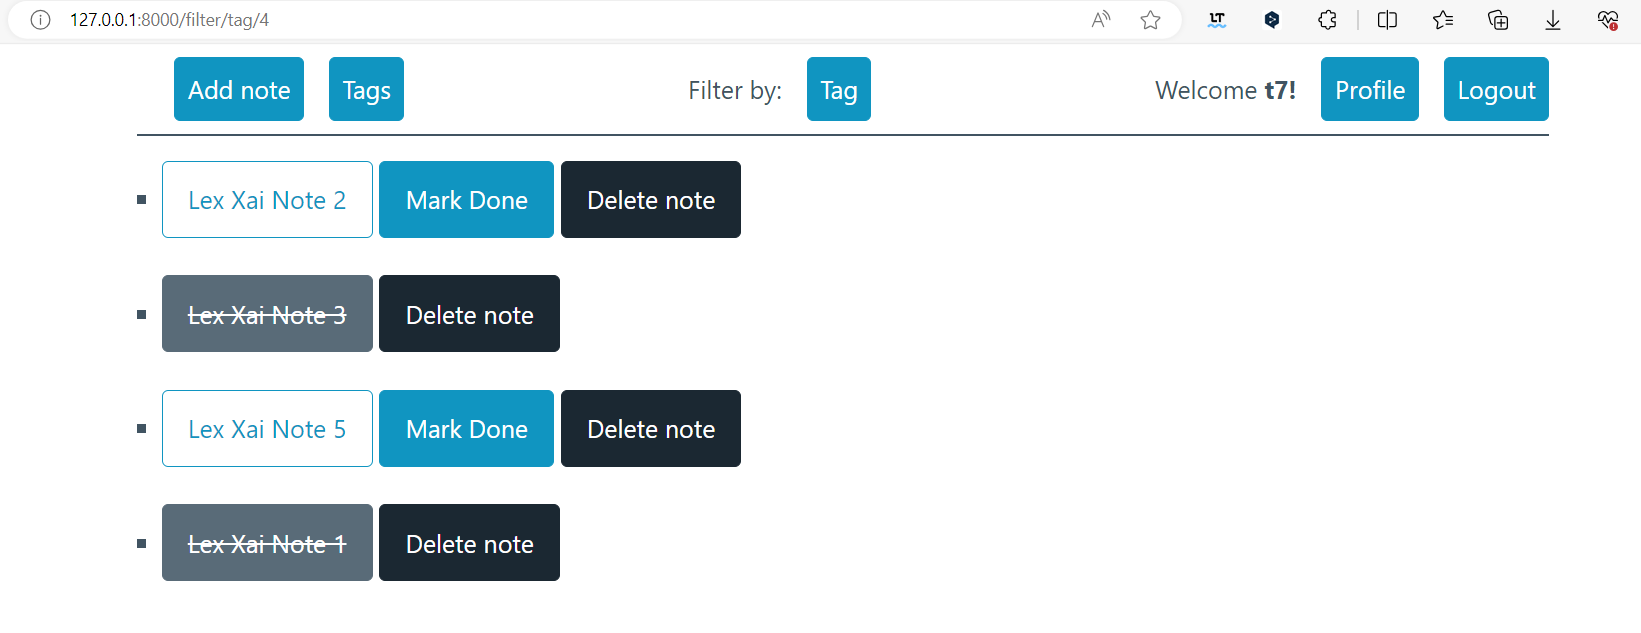 127.0.0.1:8000/filter/tag/4
Add note Tags Filter by: Tag Welcome t7! Profile Logout
Lex Xai Note 2 Mark Done Delete note
Lex Xai Note 3 Delete note
Lex Xai Note 5 Mark Done Delete note
Lex Xai Note 1 Delete note